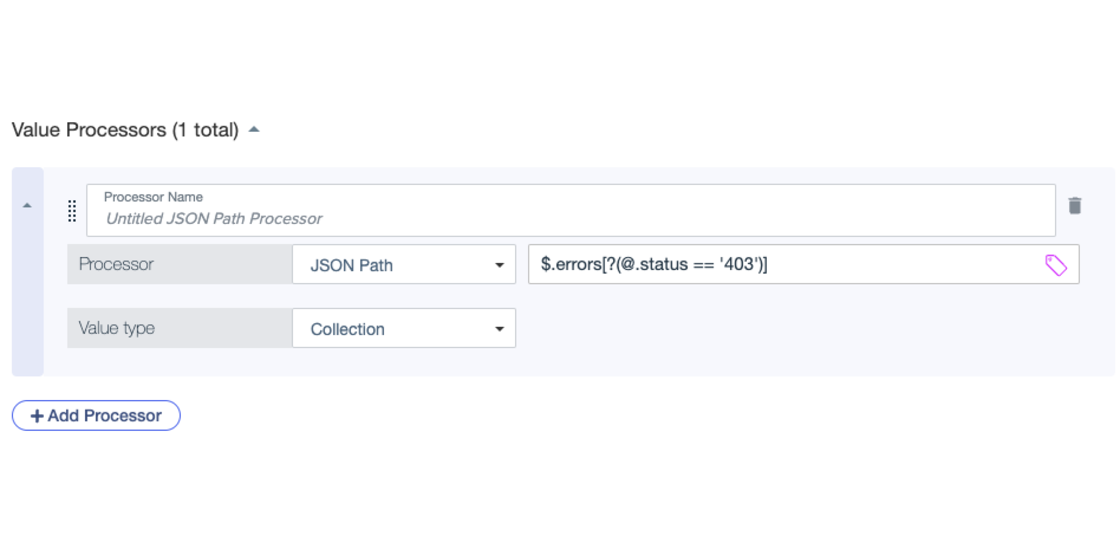 Value Processors (1 total)
Processor Name
Untitled JSON Path Processor
Processor
JSON Path
$.errors[?(@.status == '403')]
Value type
Collection
+ Add Processor